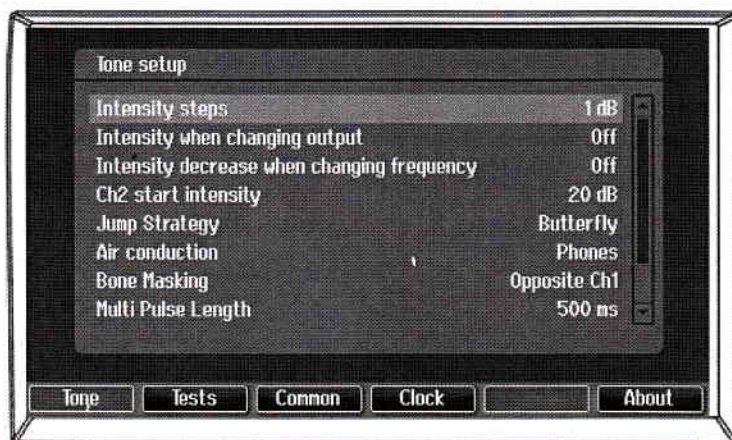 Tone setup
Intensity steps 1 dB
Intensity when changing output Off
Intensity decrease when changing frequency Off
Ch2 start intensity 20 dB
Jump Strategy Butterfly
Air conduction Phones
Bone Masking Opposite Ch1
Multi Pulse Length 500 ms
Tone Tests Common Clock About